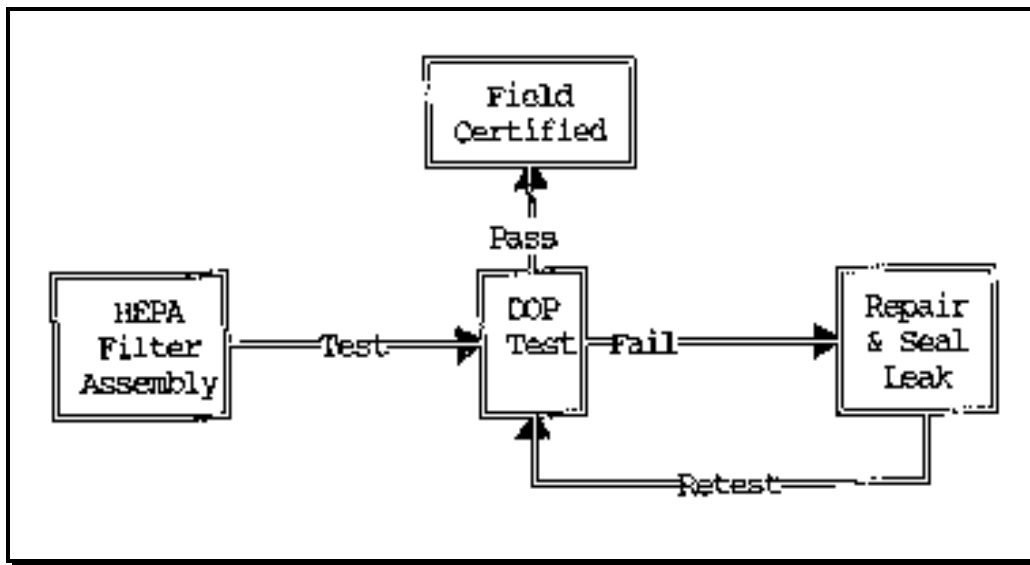 Field
Certified
Pass
HEPA
Filter
Assembly
Test
DOP
Test
Fail
Repair
& Seal
Leak
Retest